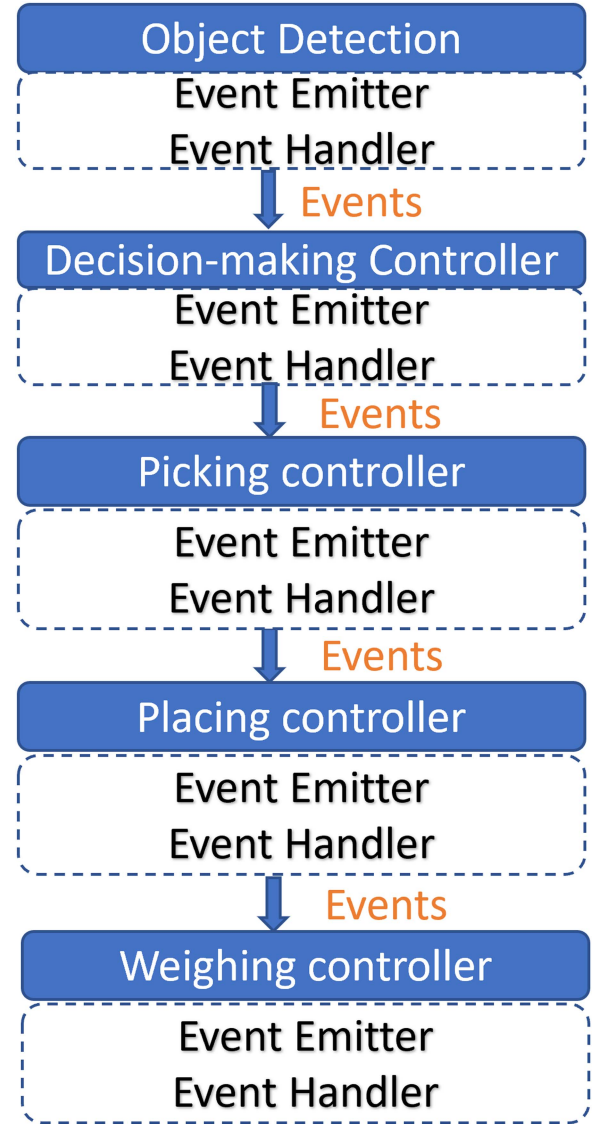 Object Detection
Event Emitter
Event Handler
Events
Decision-making Controller
Event Emitter
Event Handler
Events
Picking controller
Event Emitter
Event Handler
Events
Placing controller
Event Emitter
Event Handler
Events
Weighing controller
Event Emitter
Event Handler